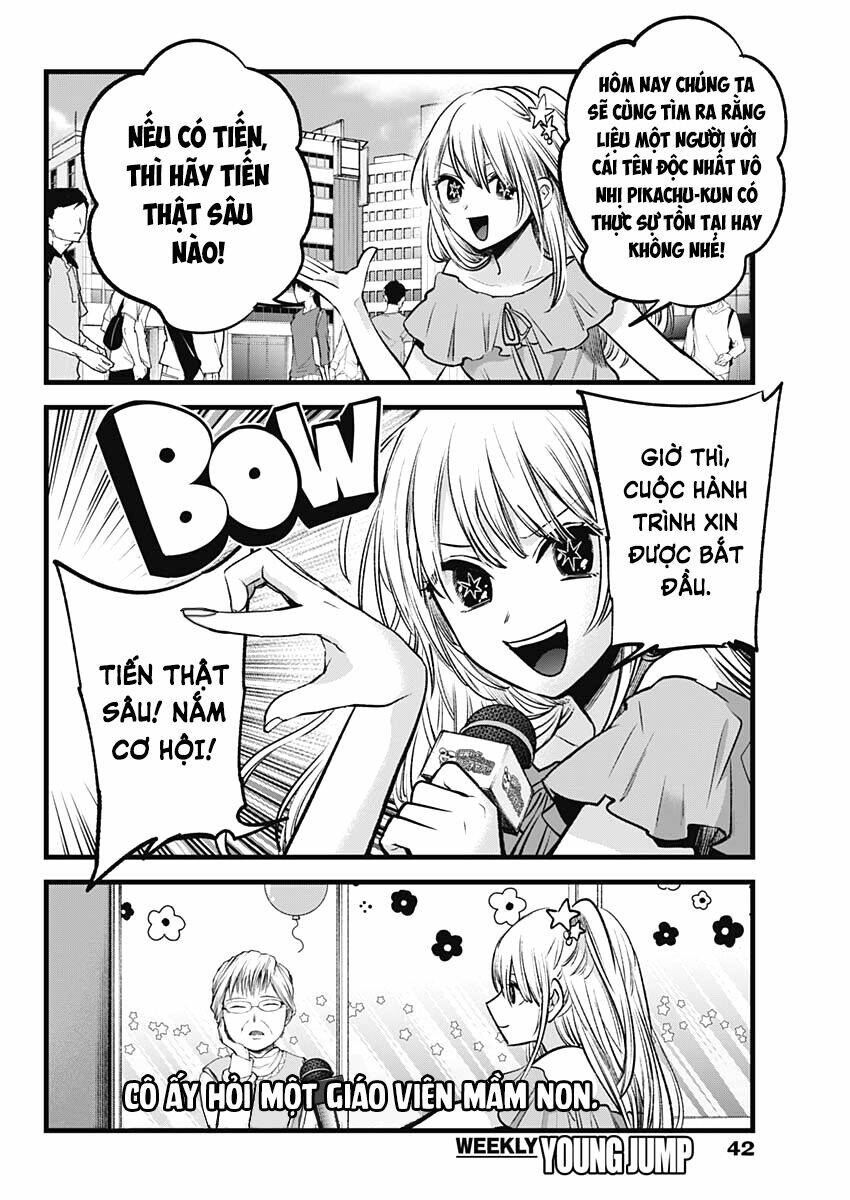 HÔM NAY CHÚNG TA
SẼ CÙNG TÌM RA RẰNG
LIỆU MỘT NGƯỜI VỚI
CÁI TÊN ĐỘC NHẤT VÔ
NHỊ PIKACHU-KUN CÓ
THỰC SỰ TỒN TẠI HAY
KHÔNG NHÉ!
NẾU CÓ TIẾN,
THÌ HÃY TIẾN
THẬT SÂU
NÀO!
GIỜ THÌ,
CUỘC HÀNH
TRÌNH XIN
ĐƯỢC BẮT
ĐẦU.
BOW
TIẾN THẬT
SÂU! NẮM
CƠ HỘI!
CÔ ẤY HỎI MỘT GIÁO VIÊN MẦM NON.
WEEKLY YOUNG JUMP 42